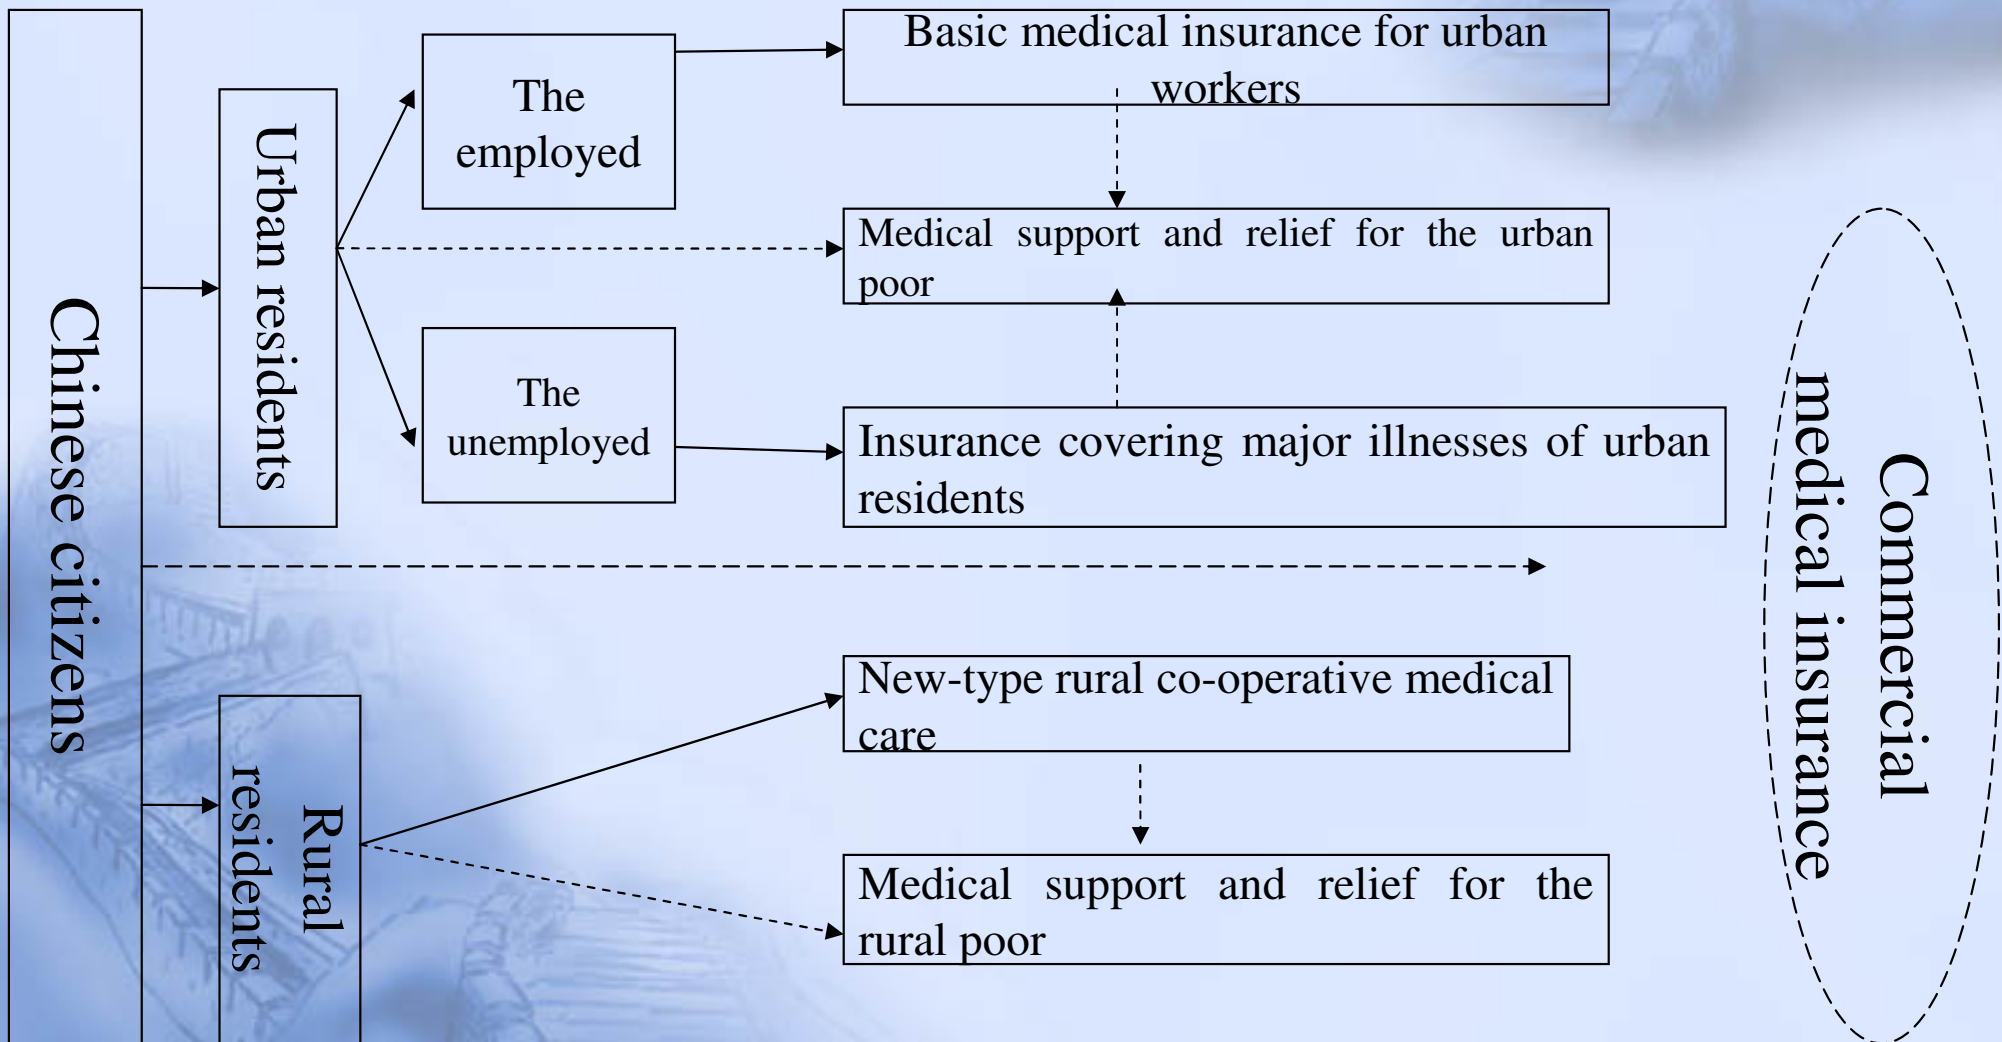 Chinese citizens
Urban residents
The
employed
Basic medical insurance for urban
workers
Medical support and relief for the urban
poor
The
unemployed
Insurance covering major illnesses of urban
residents
Rural
residents
New-type rural co-operative medical
care
Medical support and relief for the
rural poor
Commercial
medical insurance